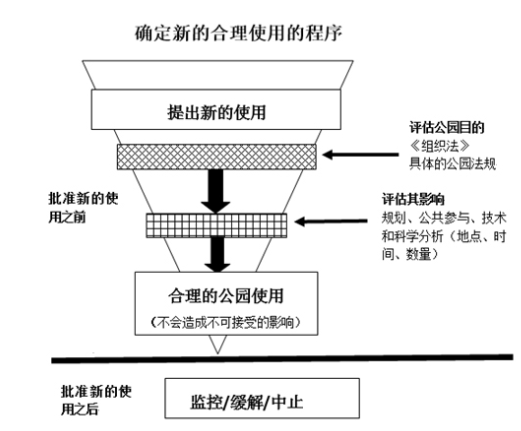 确定新的合理使用的程序
提出新的使用
评估公园目的
《组织法》
具体的公园法规
批准新的使
用之前
评估其影响
规划、公共参与、技术
和科学分析（地点、时
间、数量）
合理的公园使用
（不会造成不可接受的影响）
批准新的使
用之后
监控/缓解/中止